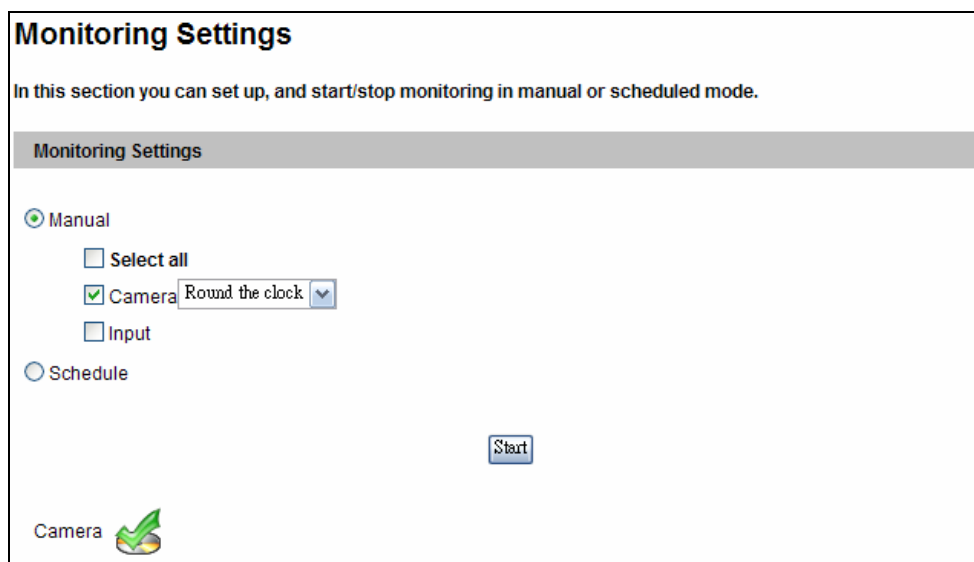 Monitoring Settings
In this section you can set up, and start/stop monitoring in manual or scheduled mode.
Monitoring Settings
Manual
Select all
Camera Round the clock
Input
Schedule
Start
Camera